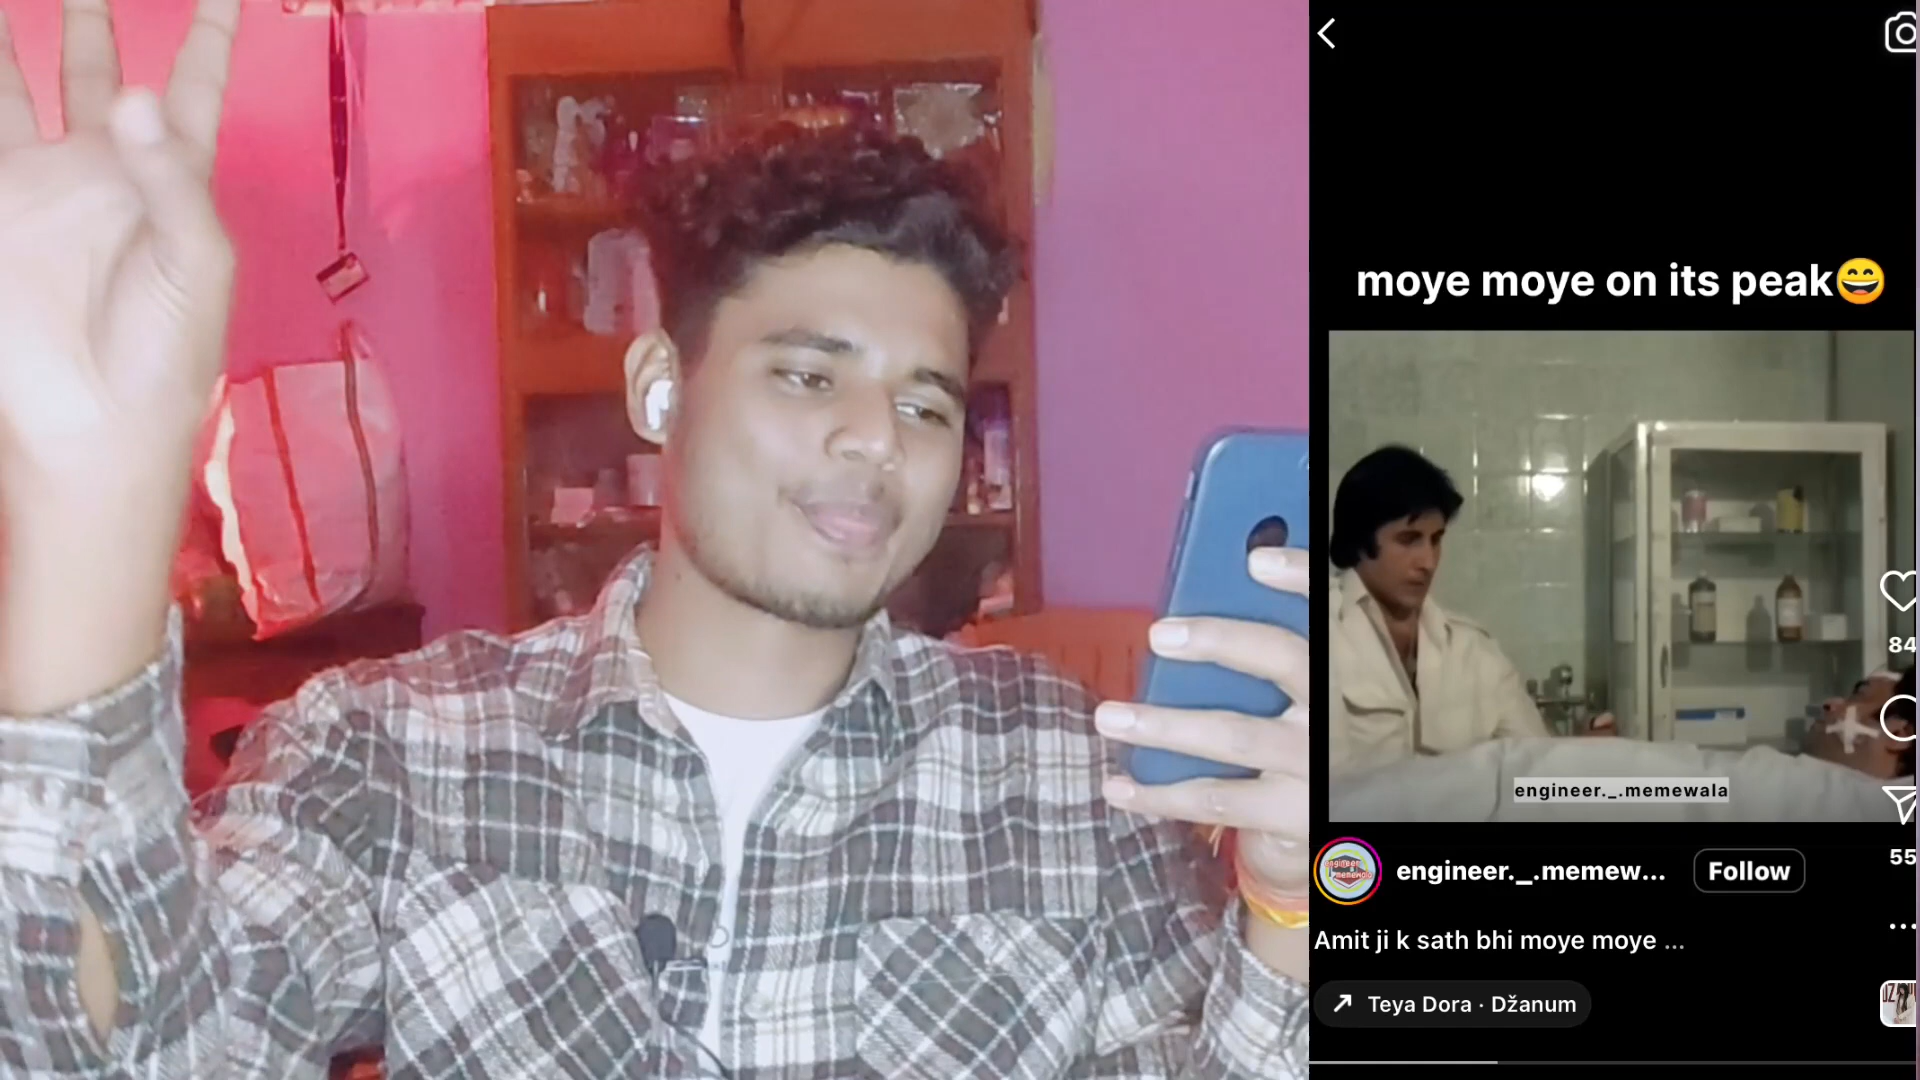 moye moye on its peak😄
engineer._.memewala
84
55
engineer._.memew... Follow
Amit ji k sath bhi moye moye ...
Teya Dora · Džanum